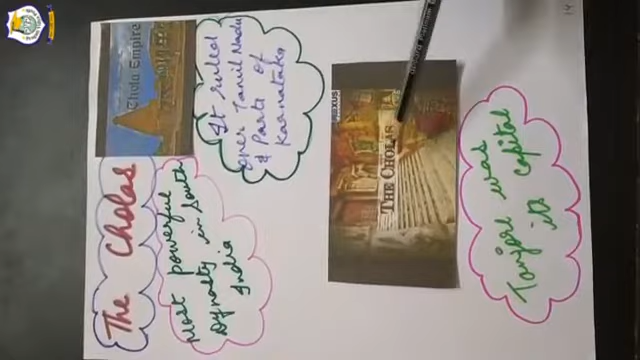 The Cholas
Chola Empire
Most powerful
Dynasty in South
India
It ruled
over Tamil Nadu
& Parts of
Karnataka
NEXUS
THE CHOLAS
Tanjore was
its capital